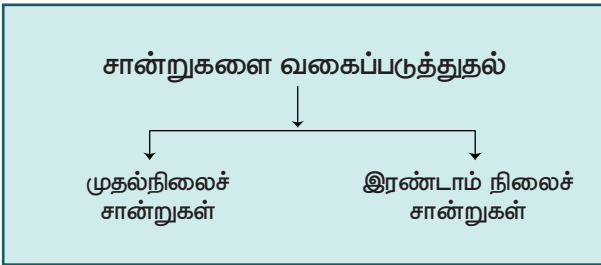 சான்றுகளை வகைப்படுத்துதல்
முதல்நிலைச்
சான்றுகள்
இரண்டாம் நிலைச்
சான்றுகள்